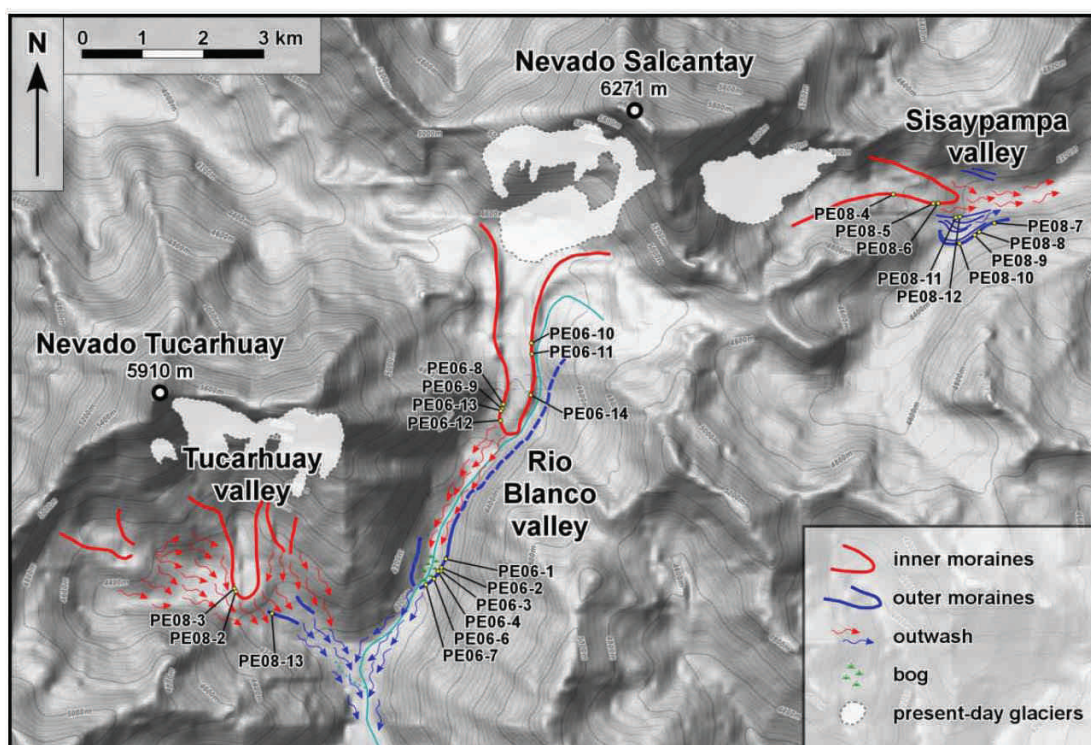 N
0 1 2 3 km
Nevado Salcantay
6271 m
Sisaypampa
valley
PE08-4
PE08-5
PE08-6
PE08-7
PE08-8
PE08-9
PE08-11
PE08-10
PE08-12
Nevado Tucarhuay
5910 m
PE06-10
PE06-11
PE06-8
PE06-9
PE06-13
PE06-12
PE06-14
Tucarhuay
valley
Rio
Blanco
valley
PE06-1
PE06-2
PE06-3
PE06-4
PE06-6
PE06-7
PE08-3
PE08-2
PE08-13
inner moraines
outer moraines
outwash
bog
present-day glaciers